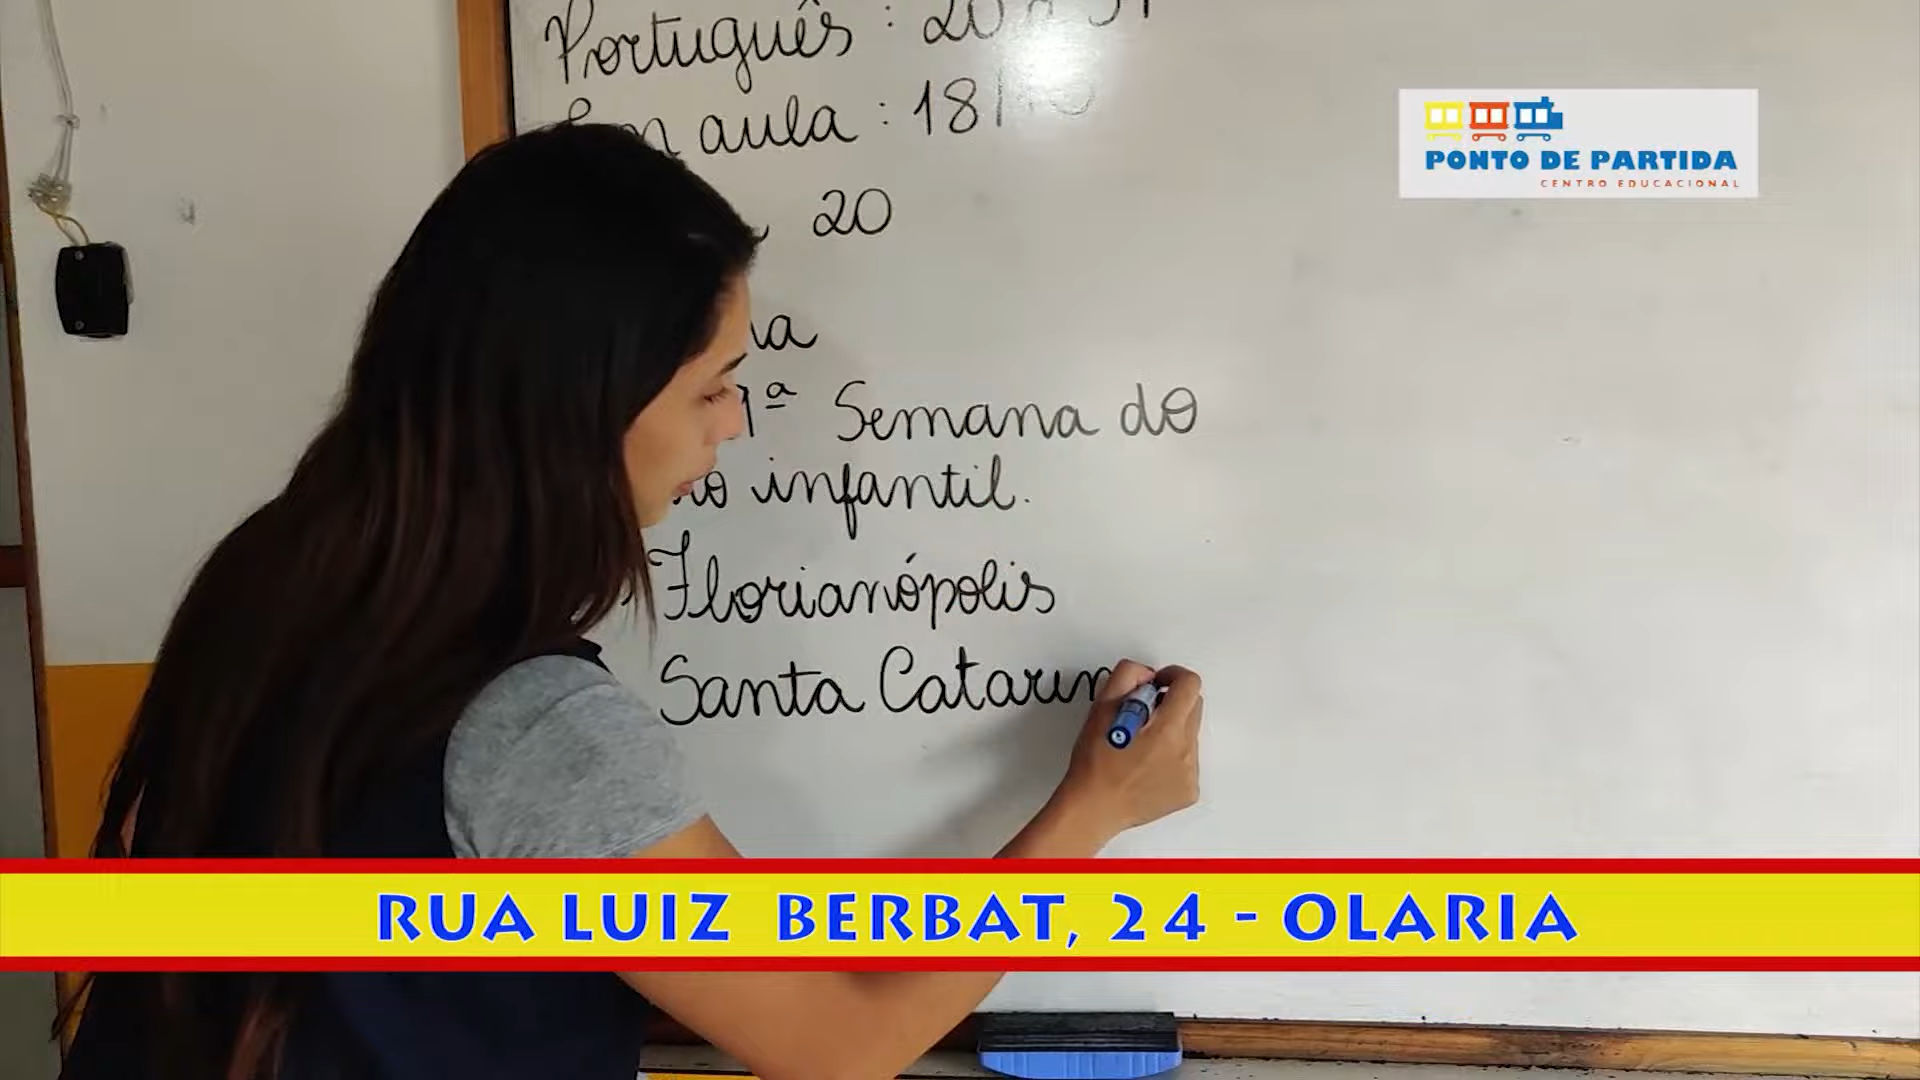 Português: 20 a 31
aula: 18/
20
1ª Semana do
infantil.
Florianópolis
Santa Catarin
PONTO DE PARTIDA
CENTRO EDUCACIONAL
RUA LUIZ BERBAT, 24 - OLARIA